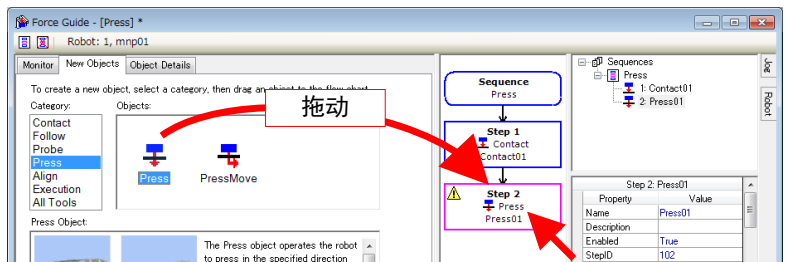 Force Guide - [Press] *
Robot: 1, mnp01
Monitor
New Objects
Object Details
To create a new object, select a category, then drag an object to the flow chart.
Category:
Objects:
Contact
Follow
Probe
Press
Align
Execution
All Tools
Press
PressMove
拖动
Press Object:
The Press object operates the robot
to press in the specified direction
Sequence
Press
Step 1
Contact
Contact01
Step 2
Press
Press01
Sequences
Press
1: Contact01
2: Press01
Jog
Robot
Step 2: Press01
Property Value
Name Press01
Description
Enabled True
StepID 102